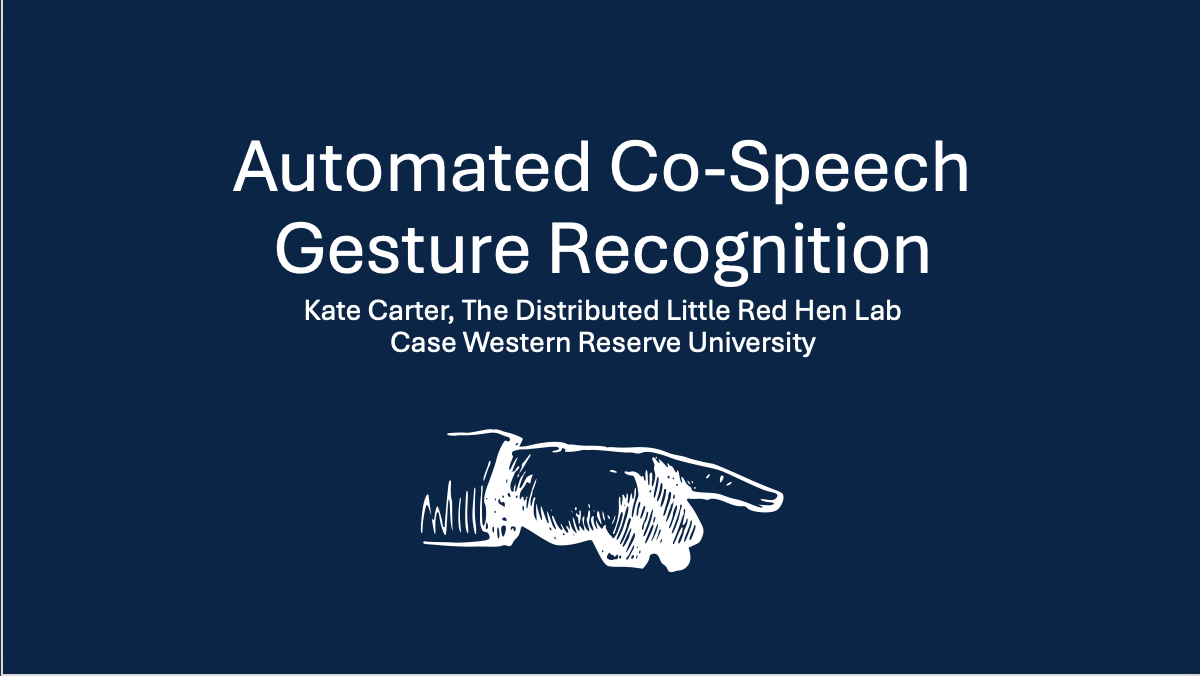 Automated Co-Speech
Gesture Recognition
Kate Carter, The Distributed Little Red Hen Lab
Case Western Reserve University